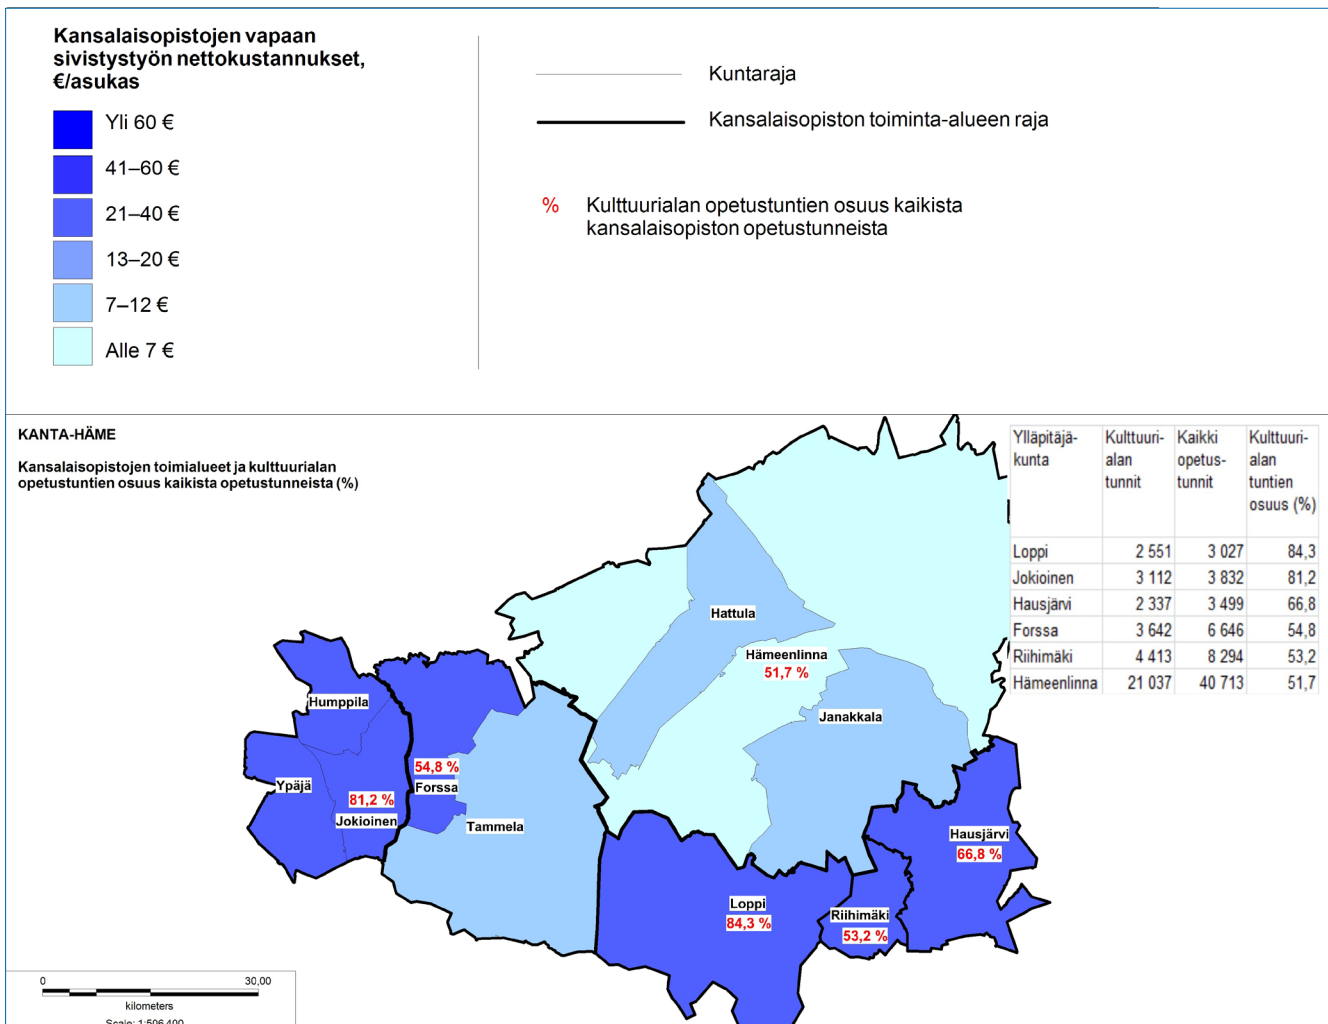 Kansalaisopistojen vapaan
sivistystyön nettokustannukset,
€/asukas
Yli 60 €
41–60 €
21–40 €
13–20 €
7–12 €
Alle 7 €
Kuntaraja
Kansalaisopiston toiminta-alueen raja
% Kulttuurialan opetustuntien osuus kaikista
kansalaisopiston opetustunneista
KANTA-HÄME
Kansalaisopistojen toimialueet ja kulttuurialan
opetustuntien osuus kaikista opetustunneista (%)
Ylläpitäjä- Kulttuuri- Kaikki Kulttuuri-
kunta alan opetus- alan
tunnit tunnit tuntien
osuus (%)
Loppi 2 551 3 027 84,3
Jokioinen 3 112 3 832 81,2
Hausjärvi 2 337 3 499 66,8
Forssa 3 642 6 646 54,8
Riihimäki 4 413 8 294 53,2
Hämeenlinna 21 037 40 713 51,7
Hattula
Hämeenlinna
51,7 %
Humppila
Janakkala
54,8 %
Forssa
Ypäjä
81,2 %
Jokioinen
Tammela
Hausjärvi
66,8 %
Loppi
84,3 %
Riihimäki
53,2 %
0 30,00
kilometers
Scale: 1:506 400